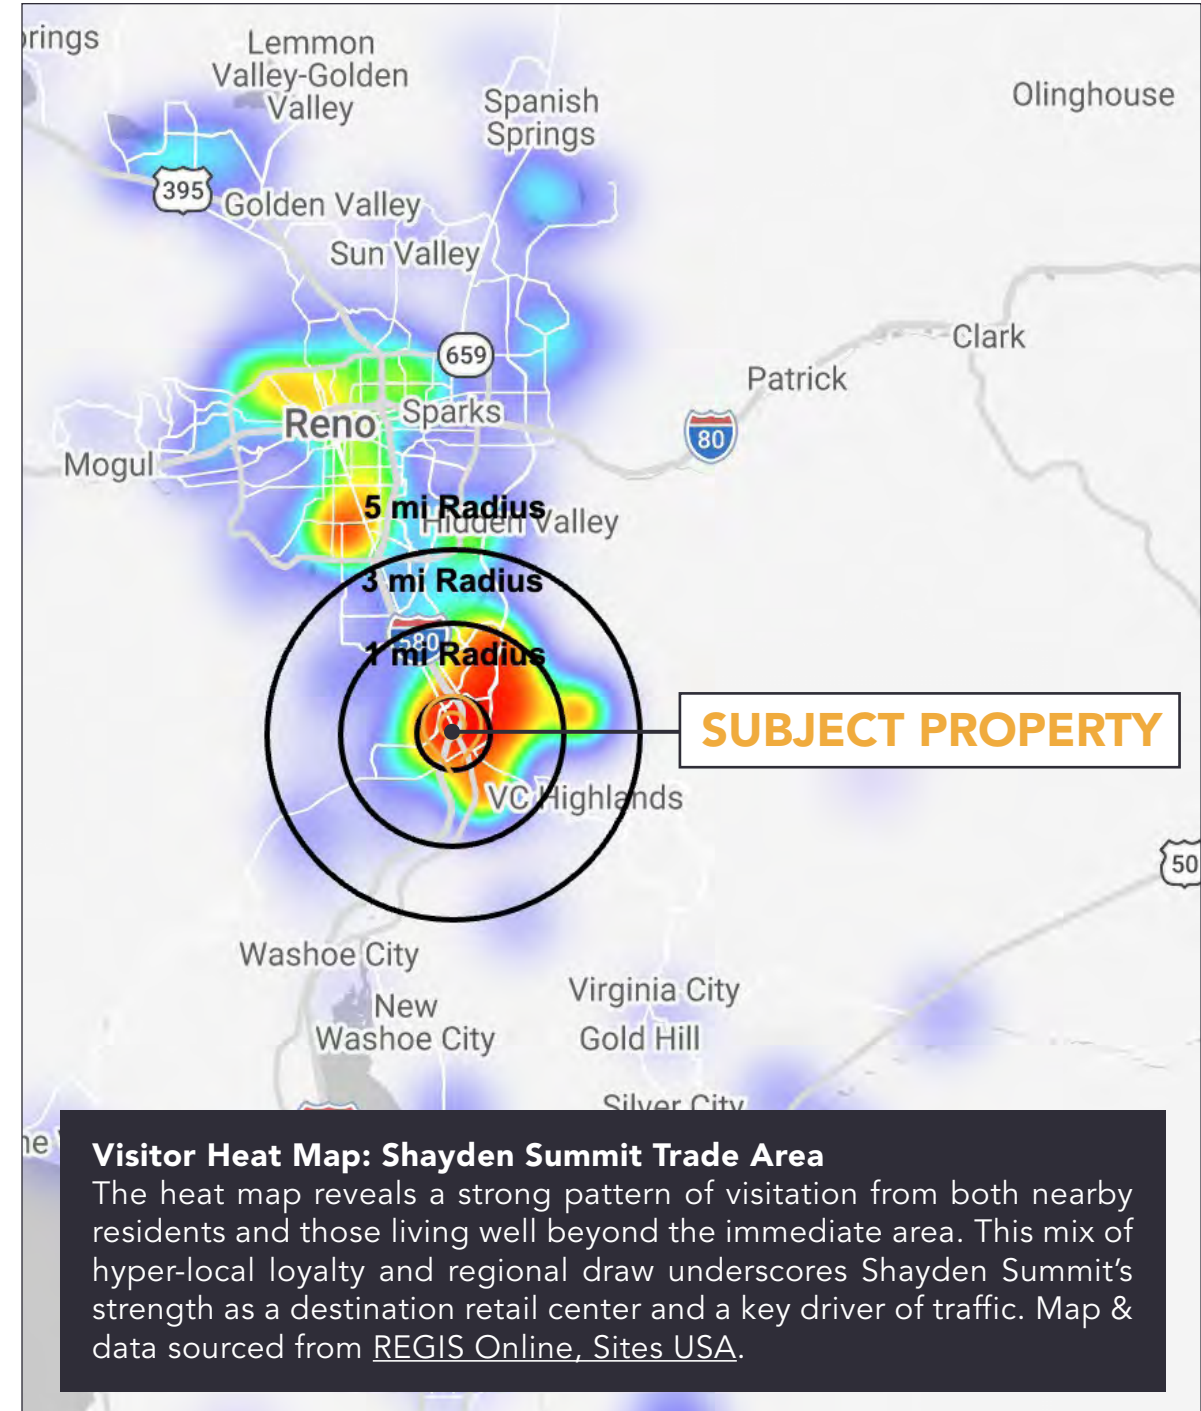 Lemmon
Valley-Golden
Valley
Spanish
Springs
Olinghouse
395
Golden Valley
Sun Valley
659
Clark
Patrick
Reno
Sparks
80
Mogul
5 mi Radius
Hidden Valley
3 mi Radius
580
1 mi Radius
SUBJECT PROPERTY
VC Highlands
50
Washoe City
New
Washoe City
Virginia City
Gold Hill
Silver City
Visitor Heat Map: Shayden Summit Trade Area
The heat map reveals a strong pattern of visitation from both nearby
residents and those living well beyond the immediate area. This mix of
hyper-local loyalty and regional draw underscores Shayden Summit’s
strength as a destination retail center and a key driver of traffic. Map &
data sourced from REGIS Online, Sites USA.